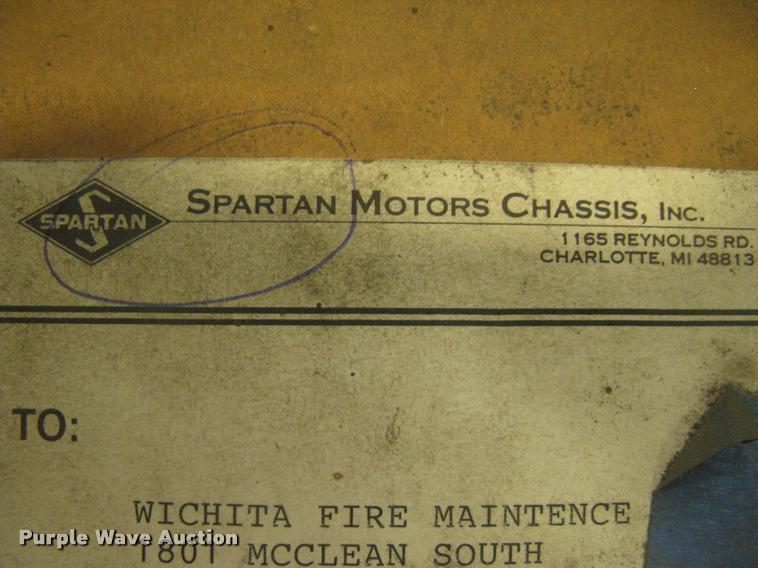 SPARTAN
SPARTAN MOTORS CHASSIS, INC.
1165 REYNOLDS RD.
CHARLOTTE, MI 48813
TO:
WICHITA FIRE MAINTENCE
1801 MCCLEAN SOUTH
Purple Wave Auction